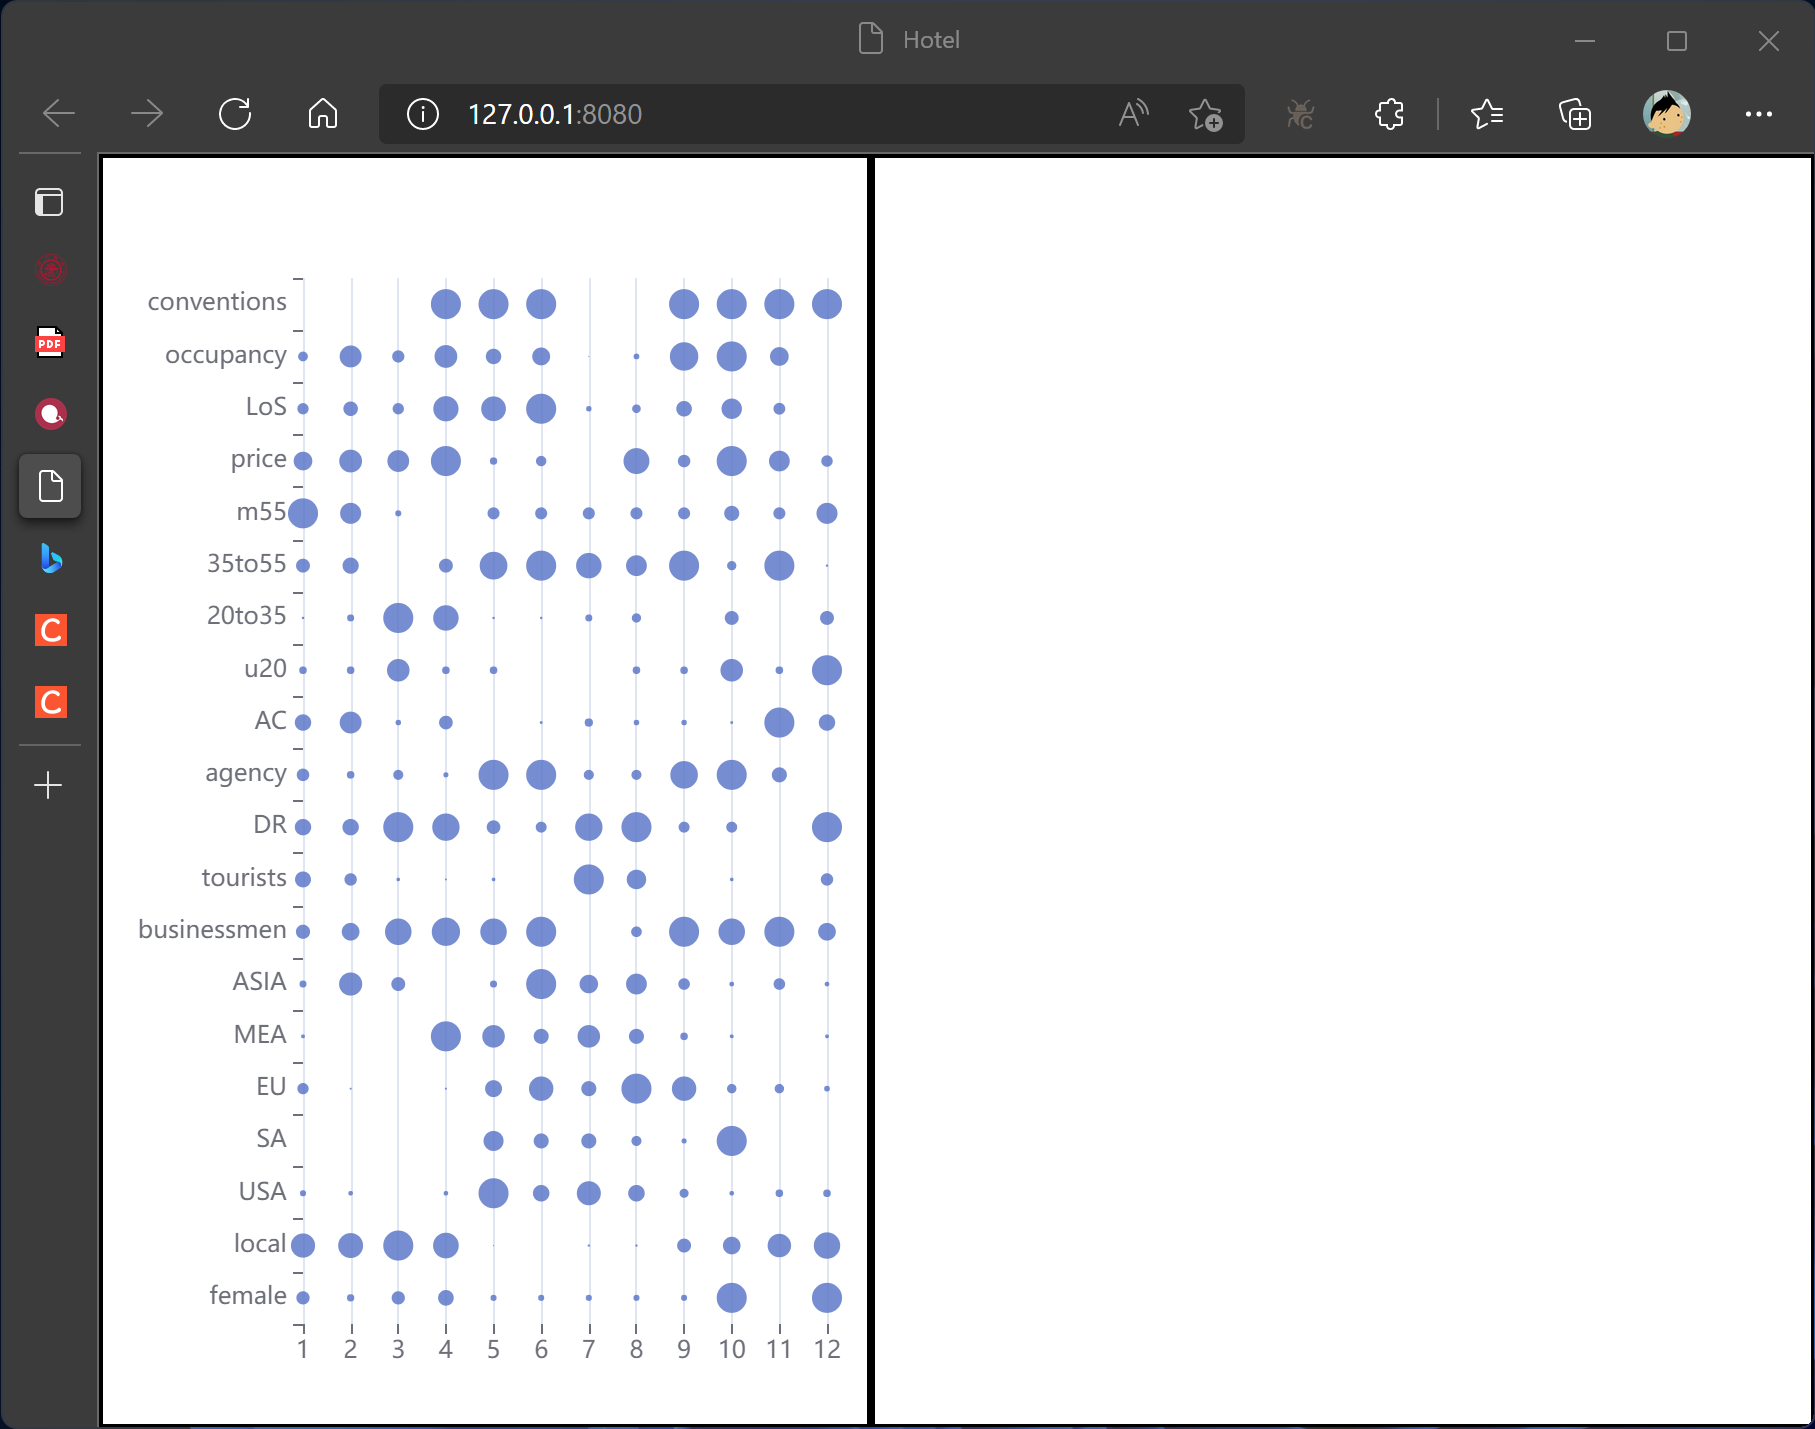 Hotel
127.0.0.1:8080
PDF
C
C
conventions
occupancy
LoS
price
m55
35to55
20to35
u20
AC
agency
DR
tourists
businessmen
ASIA
MEA
EU
SA
USA
local
female
1 2 3 4 5 6 7 8 9 10 11 12